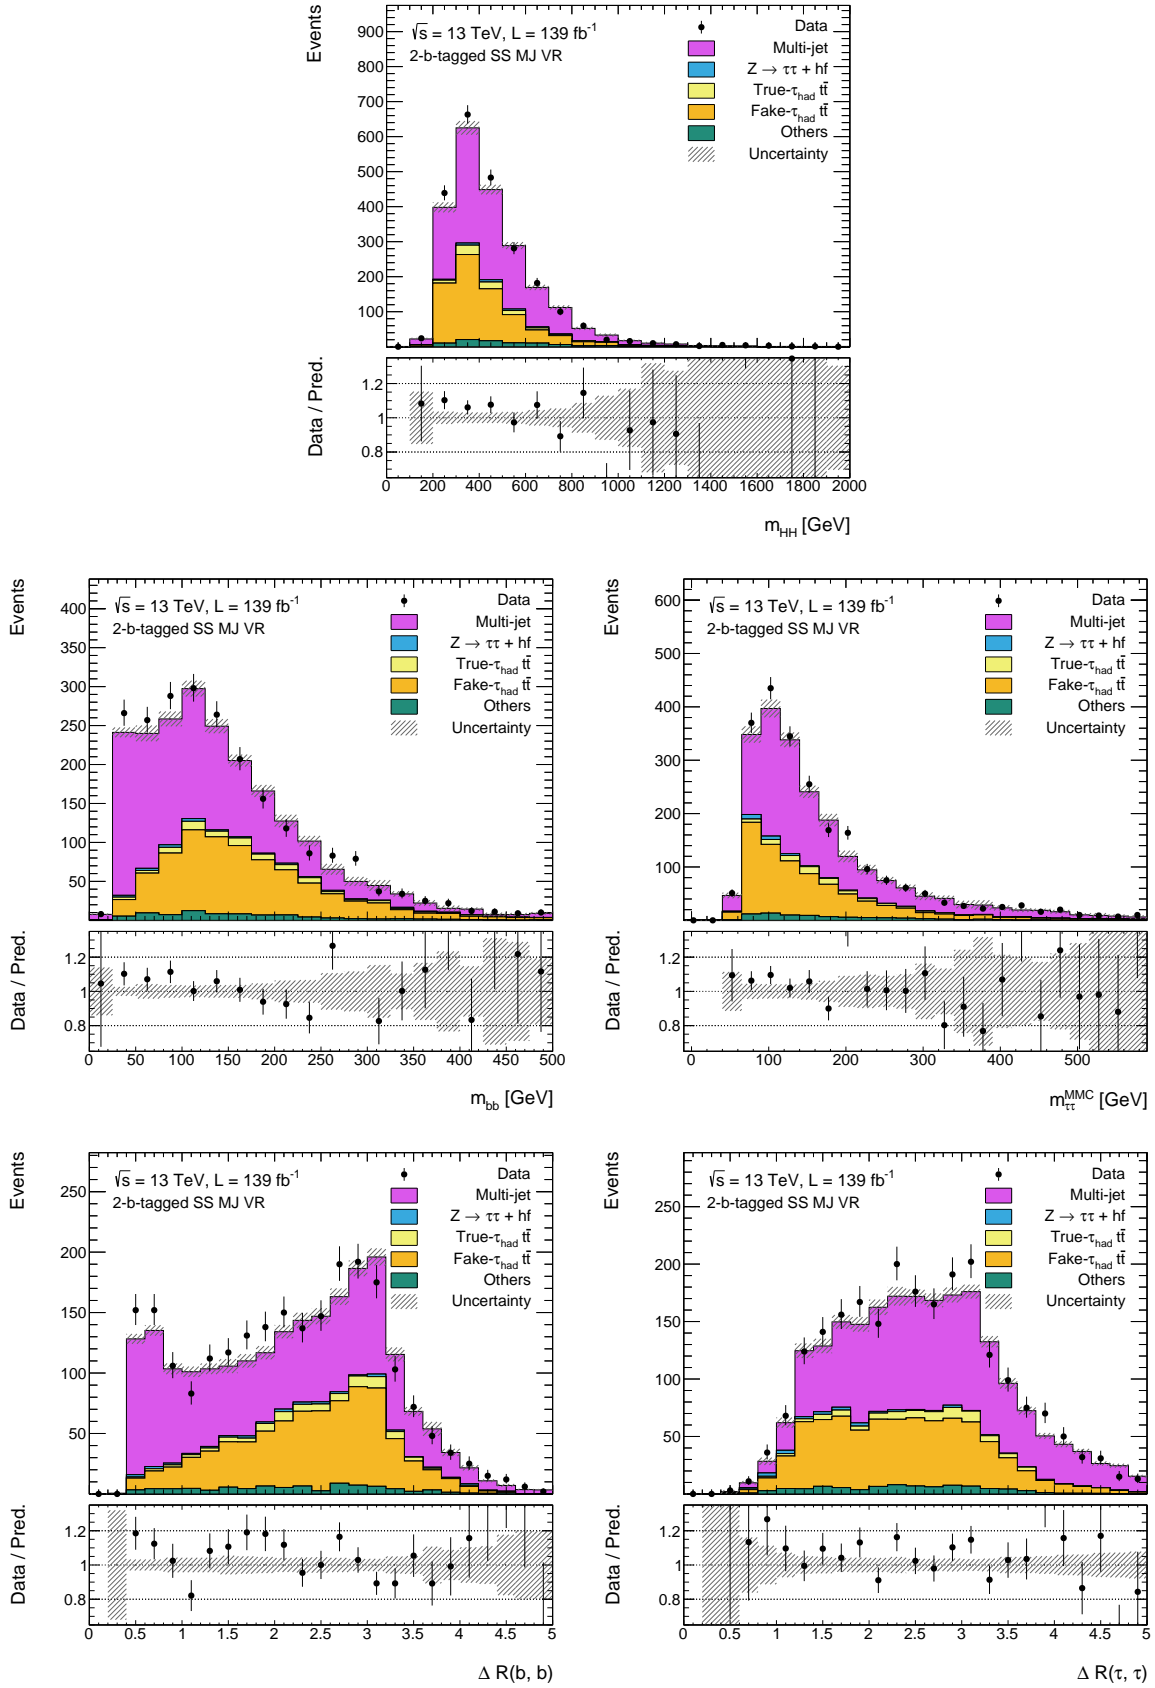 Events
900
800
700
600
500
400
300
200
100
√s = 13 TeV, L = 139 fb⁻¹
2-b-tagged SS MJ VR
Data
Multi-jet
Z → ττ + hf
True-τhad tt̄
Fake-τhad tt̄
Others
Uncertainty
Data / Pred.
1.2
1
0.8
0 200 400 600 800 1000 1200 1400 1600 1800 2000
mHH [GeV]
Events
400
350
300
250
200
150
100
50
√s = 13 TeV, L = 139 fb⁻¹
2-b-tagged SS MJ VR
Data
Multi-jet
Z → ττ + hf
True-τhad tt̄
Fake-τhad tt̄
Others
Uncertainty
Data / Pred.
1.2
1
0.8
0 50 100 150 200 250 300 350 400 450 500
mbb [GeV]
Events
600
500
400
300
200
100
0
√s = 13 TeV, L = 139 fb⁻¹
2-b-tagged SS MJ VR
Data
Multi-jet
Z → ττ + hf
True-τhad tt̄
Fake-τhad tt̄
Others
Uncertainty
Data / Pred.
1.2
1
0.8
100 200 300 400 500
mττMMC [GeV]
Events
250
200
150
100
50
√s = 13 TeV, L = 139 fb⁻¹
2-b-tagged SS MJ VR
Data
Multi-jet
Z → ττ + hf
True-τhad tt̄
Fake-τhad tt̄
Others
Uncertainty
Data / Pred.
1.2
1
0.8
0 0.5 1 1.5 2 2.5 3 3.5 4 4.5 5
Δ R(b, b)
Events
250
200
150
100
50
√s = 13 TeV, L = 139 fb⁻¹
2-b-tagged SS MJ VR
Data
Multi-jet
Z → ττ + hf
True-τhad tt̄
Fake-τhad tt̄
Others
Uncertainty
Data / Pred.
1.2
1
0.8
0 0.5 1 1.5 2 2.5 3 3.5 4 4.5 5
Δ R(τ, τ)